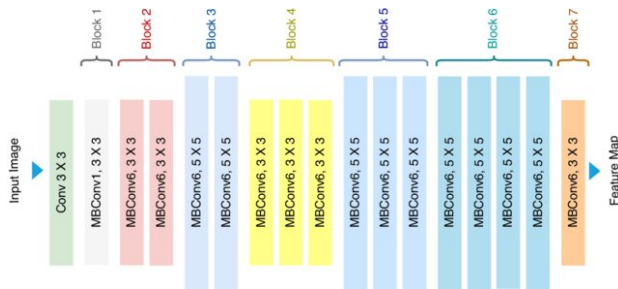 Block 1
Block 2
Block 3
Block 4
Block 5
Block 6
Block 7
Input Image
Conv 3 X 3
MBConv1, 3 X 3
MBConv6, 3 X 3
MBConv6, 3 X 3
MBConv6, 5 X 5
MBConv6, 5 X 5
MBConv6, 3 X 3
MBConv6, 3 X 3
MBConv6, 3 X 3
MBConv6, 5 X 5
MBConv6, 5 X 5
MBConv6, 5 X 5
MBConv6, 5 X 5
MBConv6, 5 X 5
MBConv6, 5 X 5
MBConv6, 5 X 5
MBConv6, 3 X 3
Feature Map